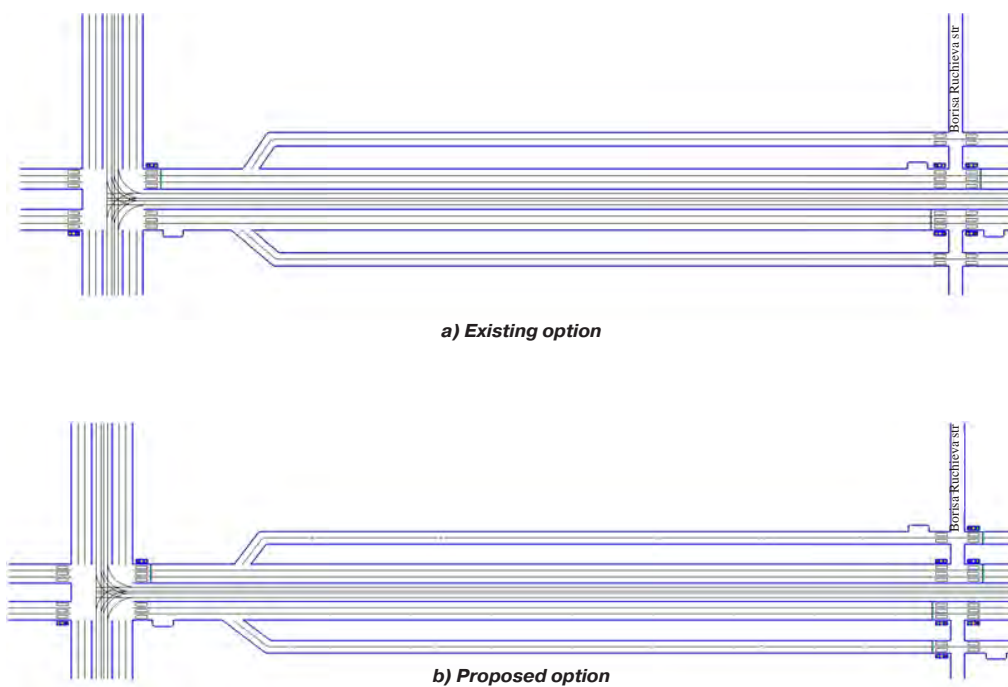 Borisa Ruchieva str
a) Existing option
Borisa Ruchieva str
b) Proposed option